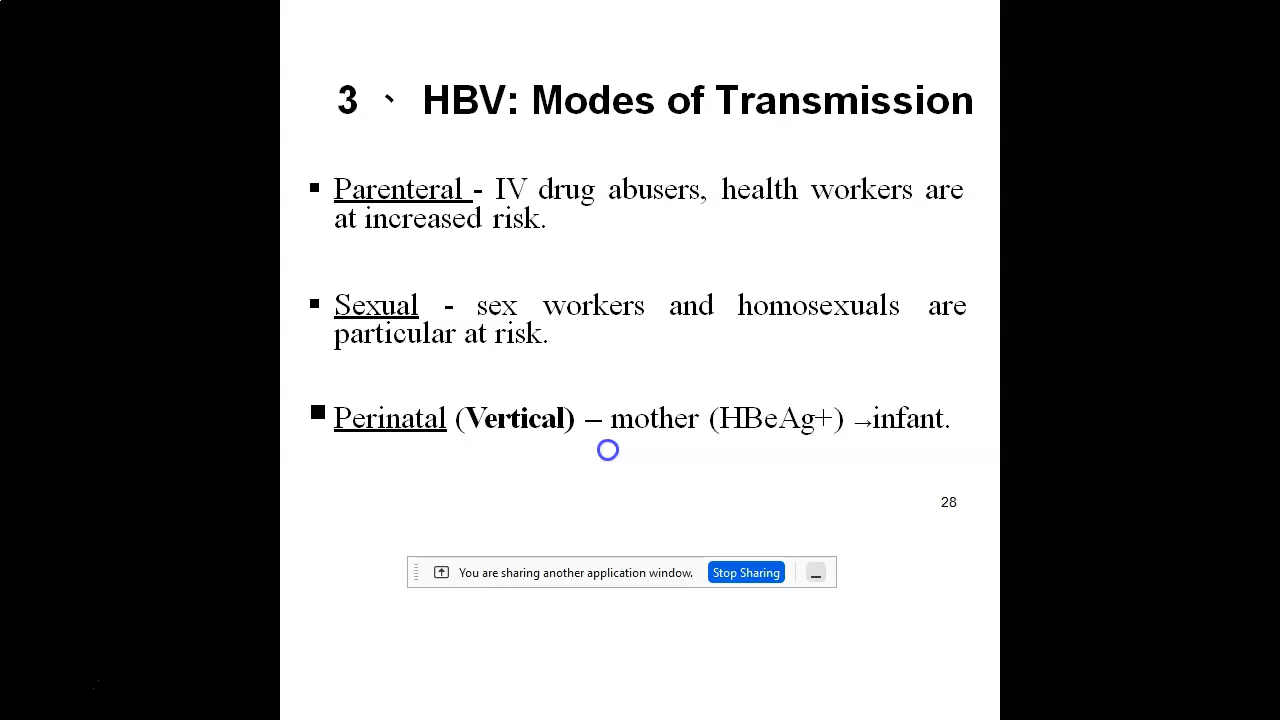 3 、 HBV: Modes of Transmission
▪ Parenteral - IV drug abusers, health workers are
at increased risk.
▪ Sexual - sex workers and homosexuals are
particular at risk.
■ Perinatal (Vertical) – mother (HBeAg+) →infant.
28
You are sharing another application window. Stop Sharing